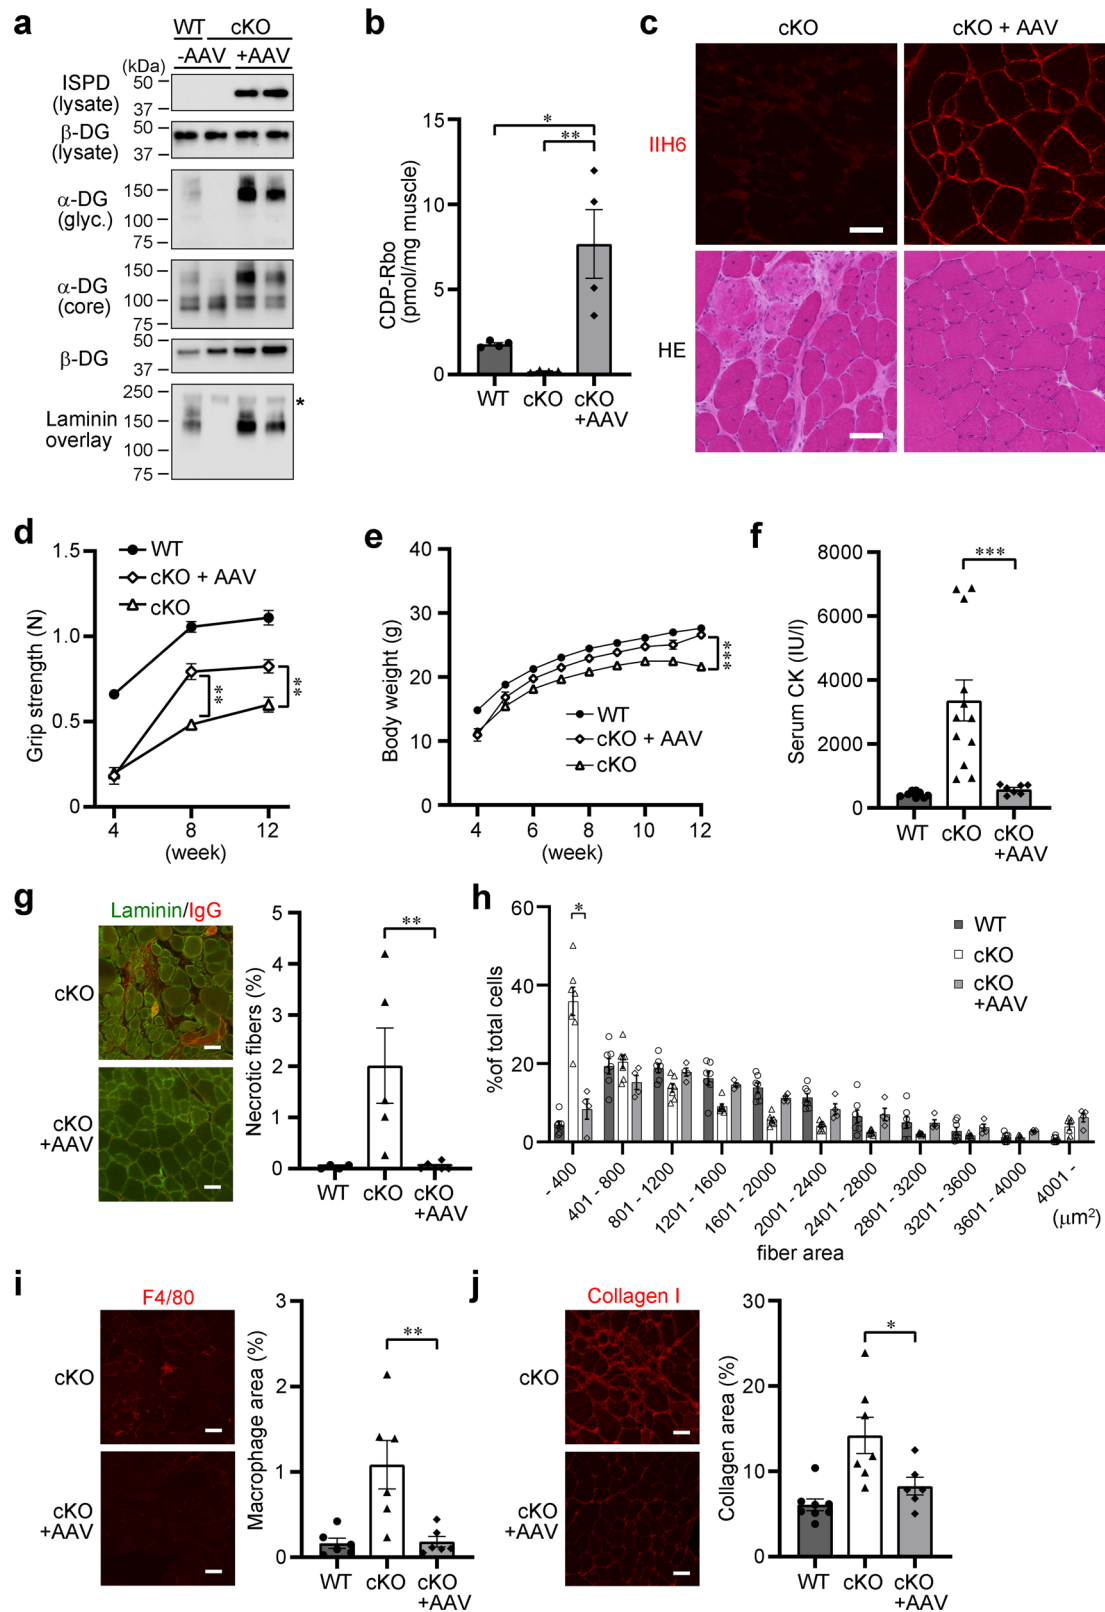 a
WT cKO
-AAV +AAV
(kDa)
ISPD
(lysate)
50
37
β-DG
(lysate)
50
37
α-DG
(glyc.)
150
100
75
α-DG
(core)
150
100
75
β-DG
50
37
Laminin
overlay
250
150
100
75
*
b
CDP-Rbo
(pmol/mg muscle)
15
10
5
0
*
**
WT cKO cKO
+AAV
c
cKO cKO + AAV
IIH6
HE
d
Grip strength (N)
1.5
1.0
0.5
0
WT
cKO + AAV
cKO
**
**
4 8 12
(week)
e
Body weight (g)
40
30
20
10
0
WT
cKO + AAV
cKO
***
4 6 8 10 12
(week)
f
Serum CK (IU/l)
8000
6000
4000
2000
0
***
WT cKO cKO
+AAV
g
Laminin/IgG
cKO
cKO
+AAV
Necrotic fibers (%)
5
4
3
2
1
0
**
WT cKO cKO
+AAV
h
%of total cells
60
40
20
0
*
WT
cKO
cKO
+AAV
- 400
401 - 800
801 - 1200
1201 - 1600
1601 - 2000
2001 - 2400
2401 - 2800
2801 - 3200
3201 - 3600
3601 - 4000
4001 -
(μm²)
fiber area
i
F4/80
cKO
cKO
+AAV
Macrophage area (%)
3
2
1
0
**
WT cKO cKO
+AAV
j
Collagen I
cKO
cKO
+AAV
Collagen area (%)
30
20
10
0
*
WT cKO cKO
+AAV